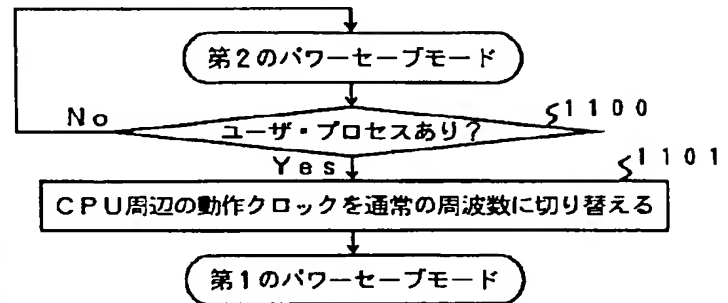 第2のパワーセーブモード
No
ユーザ・プロセスあり?
1100
Yes
1101
CPU周辺の動作クロックを通常の周波数に切り替える
第1のパワーセーブモード